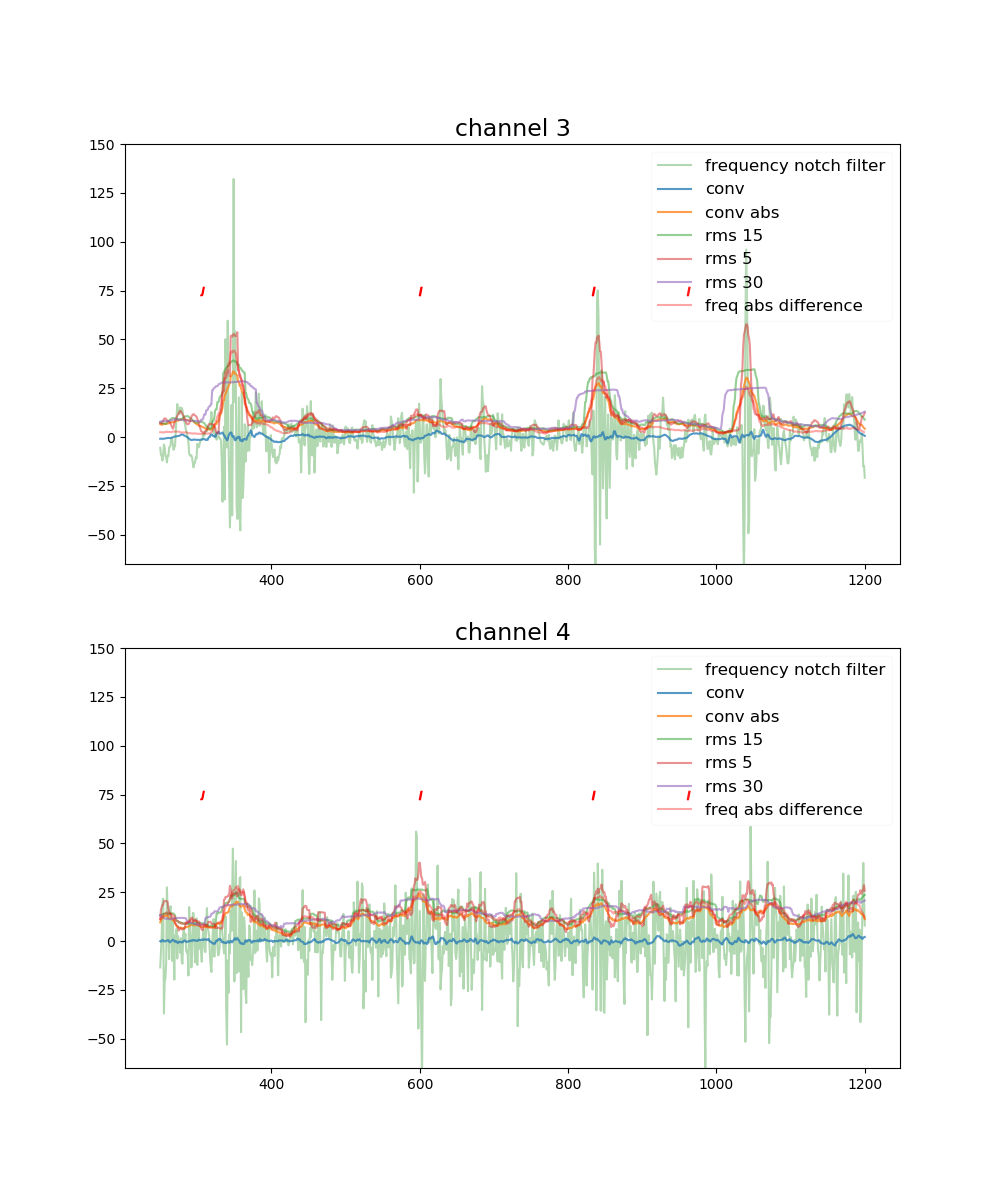 channel 3
150
125
100
75
50
25
0
−25
−50
frequency notch filter
conv
conv abs
rms 15
rms 5
rms 30
freq abs difference
400 600 800 1000 1200
channel 4
150
125
100
75
50
25
0
−25
−50
frequency notch filter
conv
conv abs
rms 15
rms 5
rms 30
freq abs difference
400 600 800 1000 1200